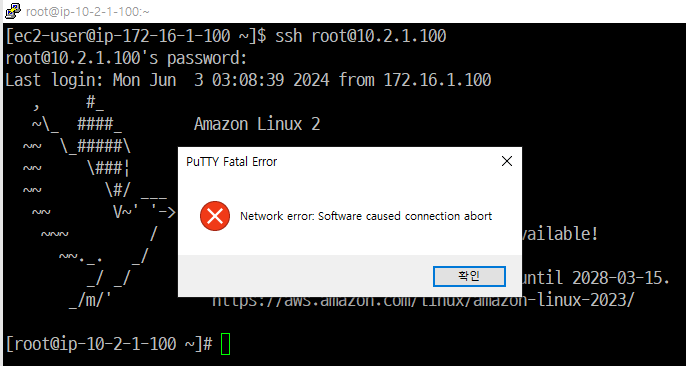 root@ip-10-2-1-100:~
[ec2-user@ip-172-16-1-100 ~]$ ssh root@10.2.1.100
root@10.2.1.100's password:
Last login: Mon Jun  3 03:08:39 2024 from 172.16.1.100
   ,     #_
   ~\_  ####_        Amazon Linux 2
  ~~  \_#####\
  ~~     \###|
  ~~       \#/ ___
   ~~       V~' '->
    ~~~         /
      ~~._.   _/
         _/ _/
       _/m/'
PuTTY Fatal Error
Network error: Software caused connection abort
확인
vailable!
until 2028-03-15.
https://aws.amazon.com/linux/amazon-linux-2023/
[root@ip-10-2-1-100 ~]#